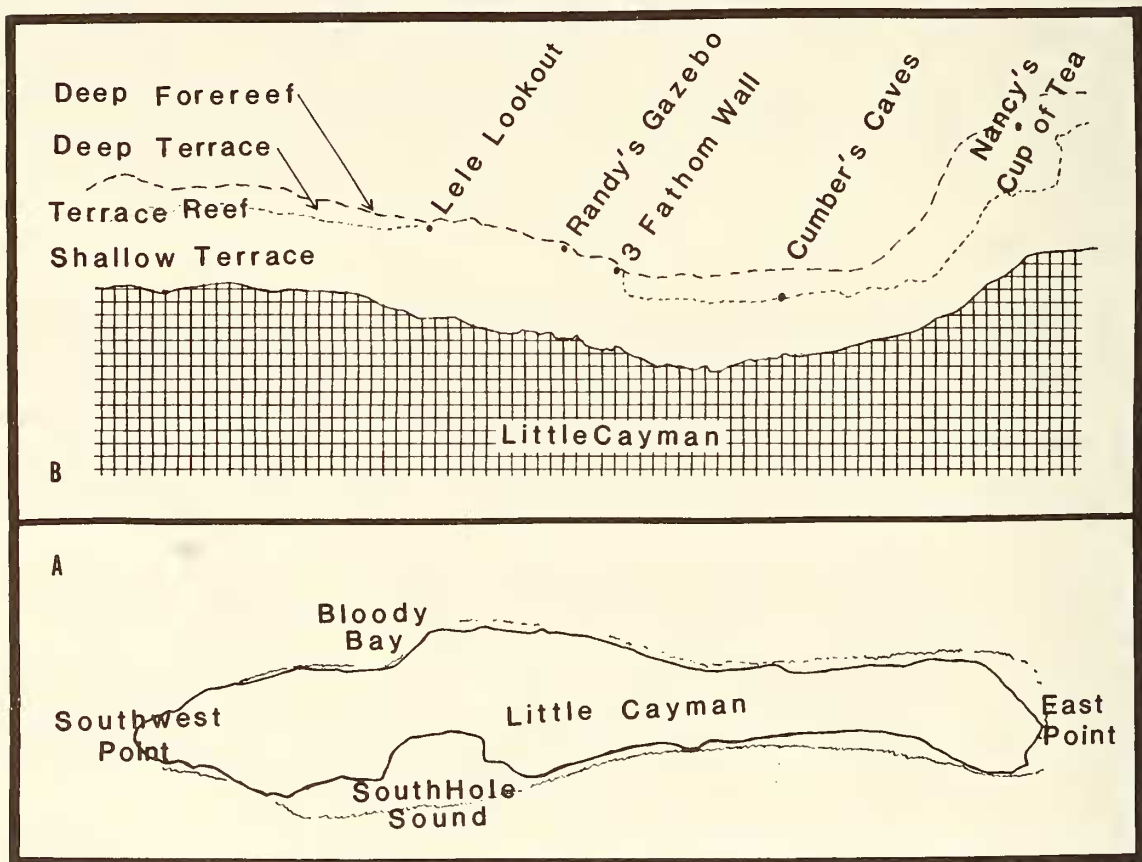 Deep Forereef
Deep Terrace
Terrace Reef
Shallow Terrace
Lele Lookout
Randy's Gazebo
3 Fathom Wall
Cumber's Caves
Nancy's
Cup of Tea
Little Cayman
B
A
Bloody
Bay
Southwest
Point
Little Cayman
East
Point
SouthHole
Sound